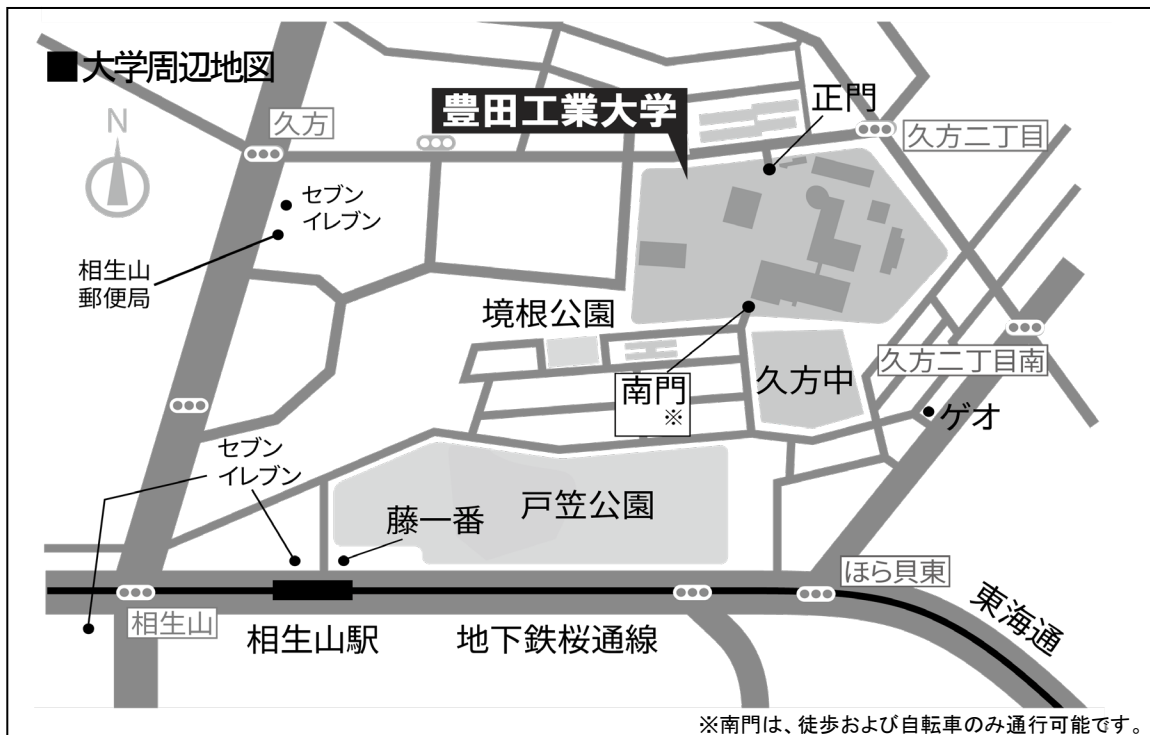 ■大学周辺地図
N
久方
豊田工業大学
正門
久方二丁目
セブン
イレブン
相生山
郵便局
境根公園
南門
※
久方中
久方二丁目南
ゲオ
セブン
イレブン
藤一番
戸笠公園
ほら貝東
相生山
相生山駅
地下鉄桜通線
東海通
※南門は、徒歩および自転車のみ通行可能です。